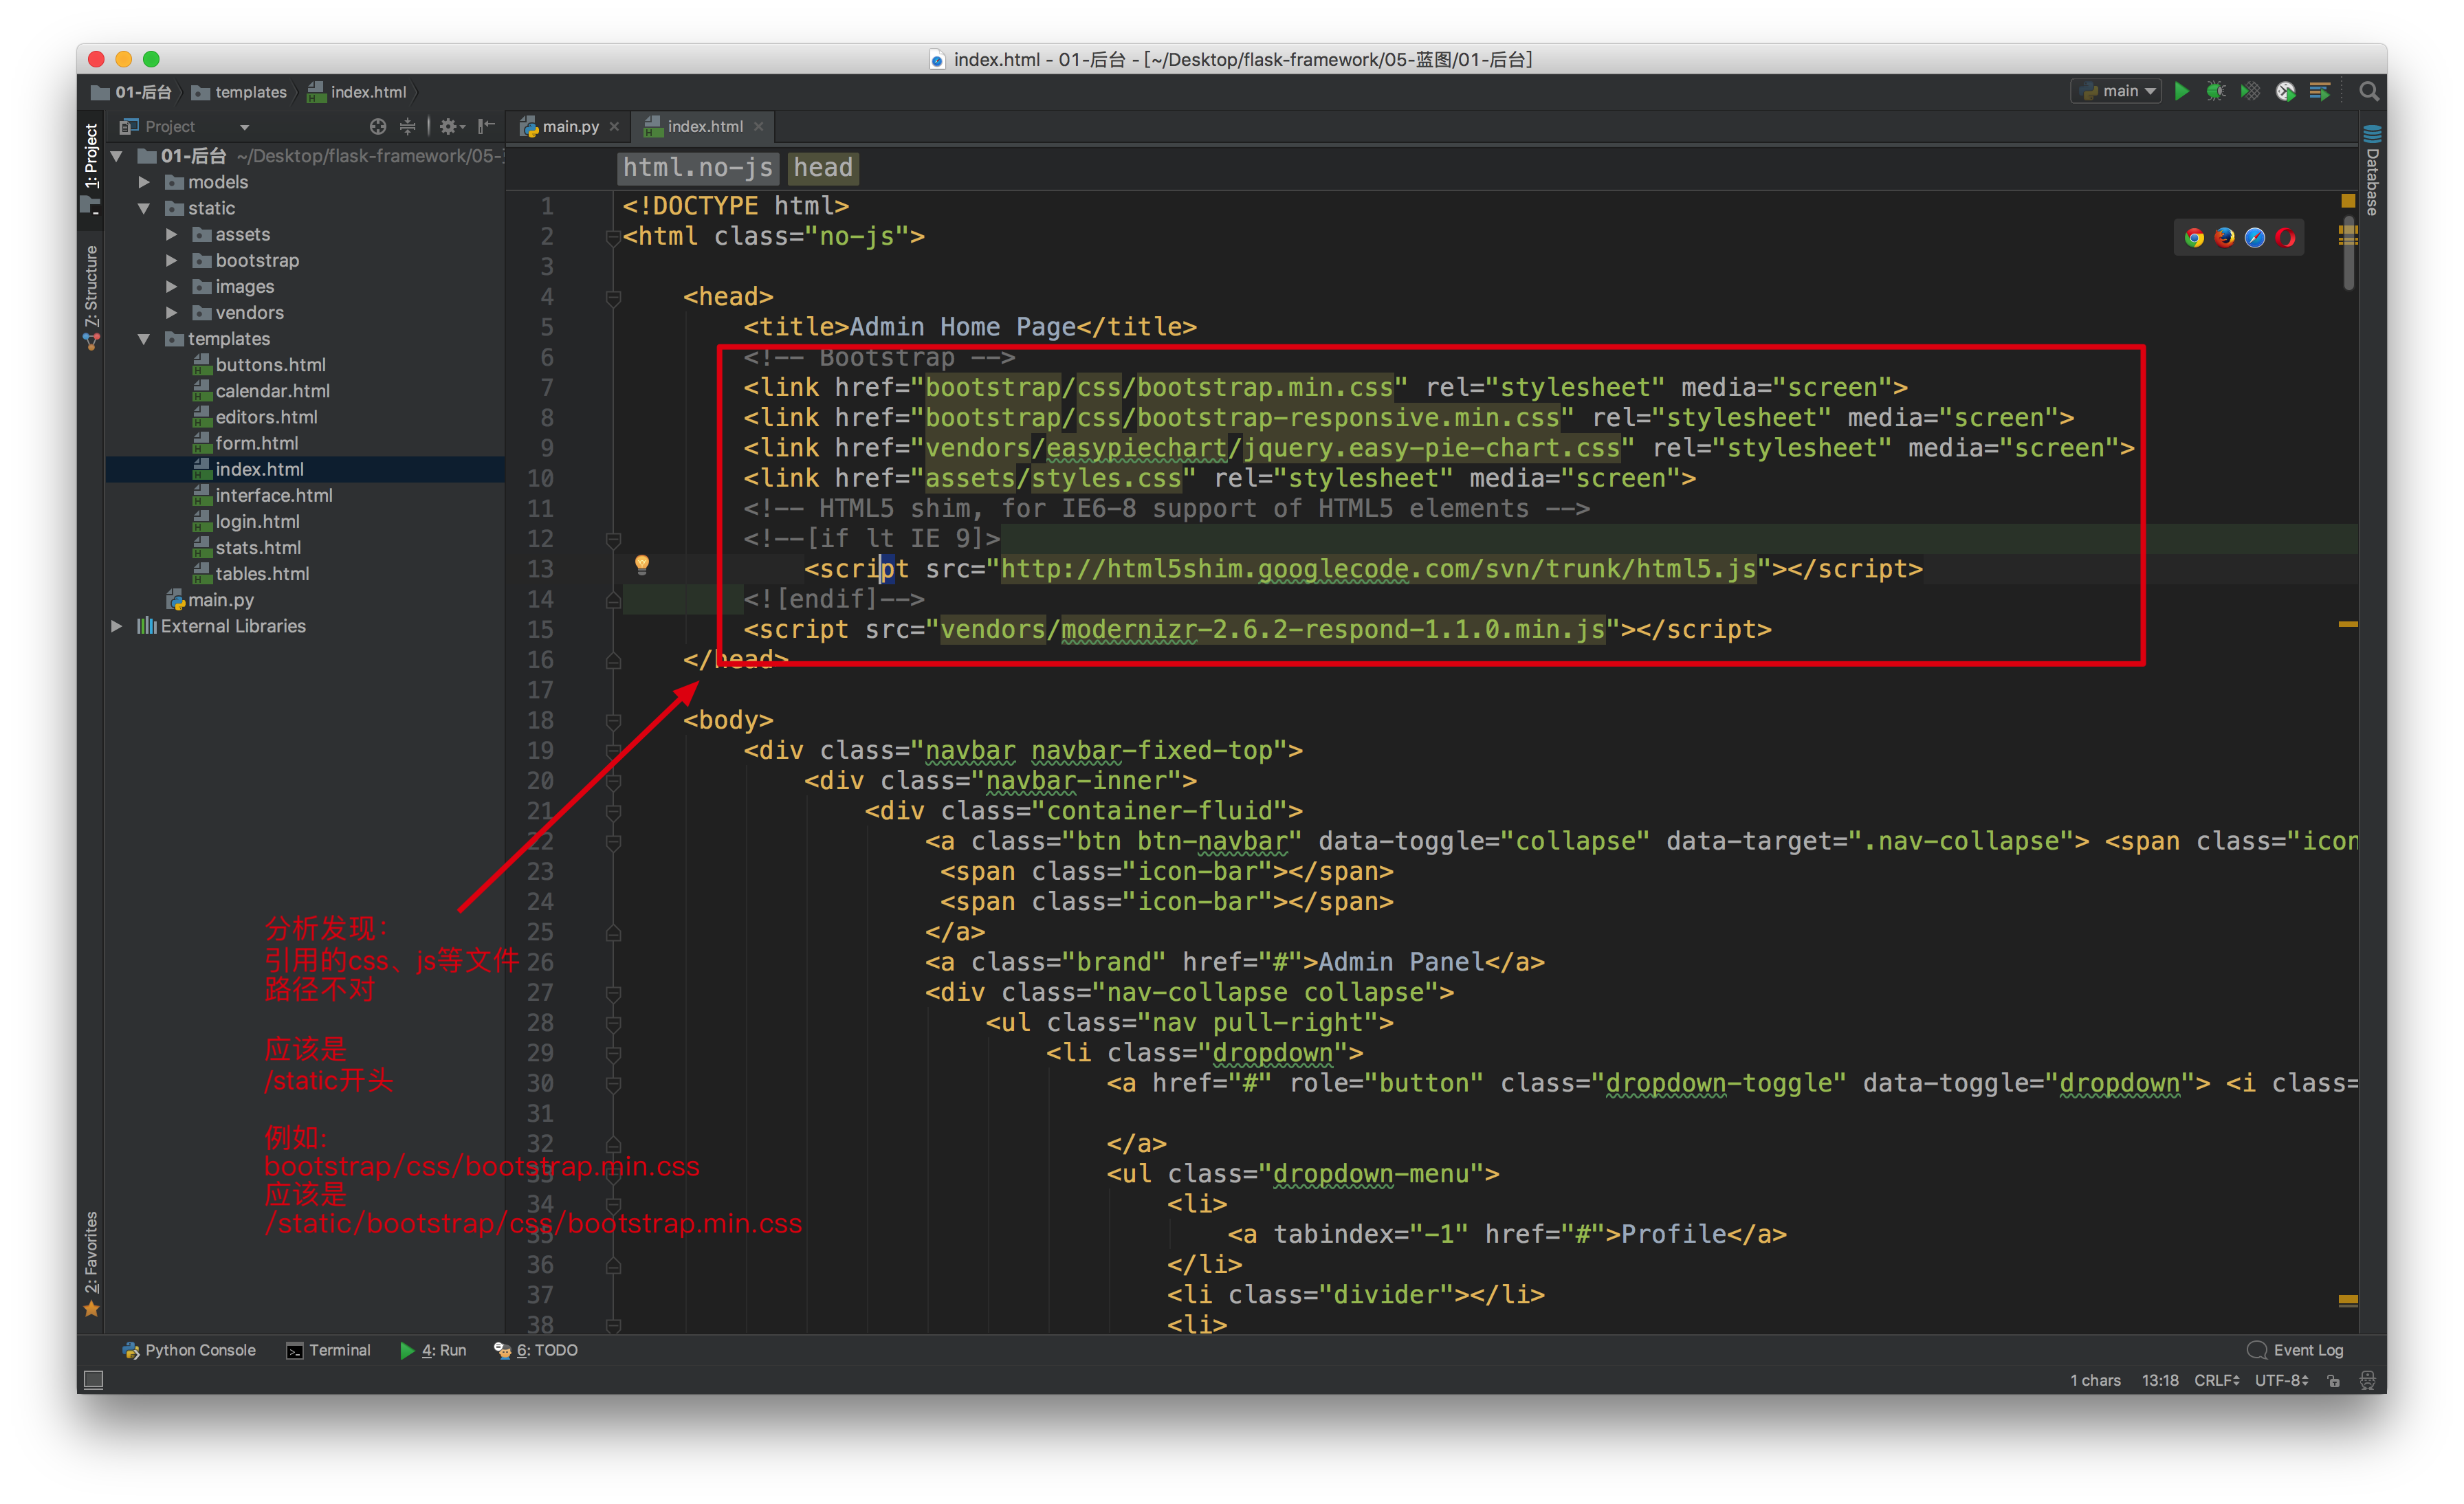 index.html - 01-后台 - [~/Desktop/flask-framework/05-蓝图/01-后台]
01-后台 templates index.html
main
Project
main.py
index.html
1: Project
Z: Structure
2: Favorites
Database
01-后台 ~/Desktop/flask-framework/05-
models
static
assets
bootstrap
images
vendors
templates
buttons.html
calendar.html
editors.html
form.html
index.html
interface.html
login.html
stats.html
tables.html
main.py
External Libraries
html.no-js head
1 <!DOCTYPE html>
2 <html class="no-js">
3
4 <head>
5 <title>Admin Home Page</title>
6 <!-- Bootstrap -->
7 <link href="bootstrap/css/bootstrap.min.css" rel="stylesheet" media="screen">
8 <link href="bootstrap/css/bootstrap-responsive.min.css" rel="stylesheet" media="screen">
9 <link href="vendors/easypiechart/jquery.easy-pie-chart.css" rel="stylesheet" media="screen">
10 <link href="assets/styles.css" rel="stylesheet" media="screen">
11 <!-- HTML5 shim, for IE6-8 support of HTML5 elements -->
12 <!--[if lt IE 9]>
13 <script src="http://html5shim.googlecode.com/svn/trunk/html5.js"></script>
14 <![endif]-->
15 <script src="vendors/modernizr-2.6.2-respond-1.1.0.min.js"></script>
16 </head>
17
18 <body>
19 <div class="navbar navbar-fixed-top">
20 <div class="navbar-inner">
21 <div class="container-fluid">
22 <a class="btn btn-navbar" data-toggle="collapse" data-target=".nav-collapse"> <span class="icon
23 <span class="icon-bar"></span>
24 <span class="icon-bar"></span>
25 </a>
26 <a class="brand" href="#">Admin Panel</a>
27 <div class="nav-collapse collapse">
28 <ul class="nav pull-right">
29 <li class="dropdown">
30 <a href="#" role="button" class="dropdown-toggle" data-toggle="dropdown"> <i class=
31
32 </a>
33 <ul class="dropdown-menu">
34 <li>
35 <a tabindex="-1" href="#">Profile</a>
36 </li>
37 <li class="divider"></li>
38 <li>
分析发现：
引用的css、js等文件
路径不对
应该是
/static开头
例如:
bootstrap/css/bootstrap.min.css
应该是
/static/bootstrap/css/bootstrap.min.css
Python Console Terminal 4: Run 6: TODO Event Log
1 chars 13:18 CRLF UTF-8